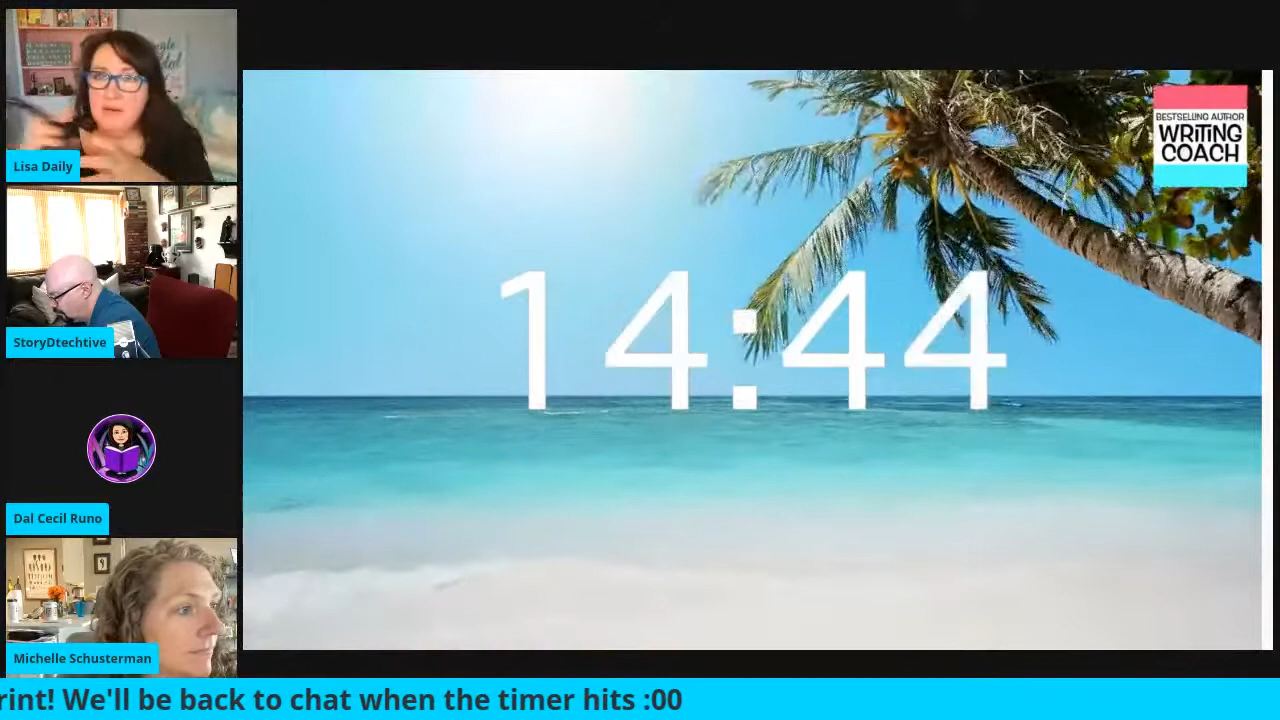 Lisa Daily
StoryDtechtive
Dal Cecil Runo
Michelle Schusterman
14:44
BESTSELLING AUTHOR
WRITING
COACH
rint! We'll be back to chat when the timer hits :00